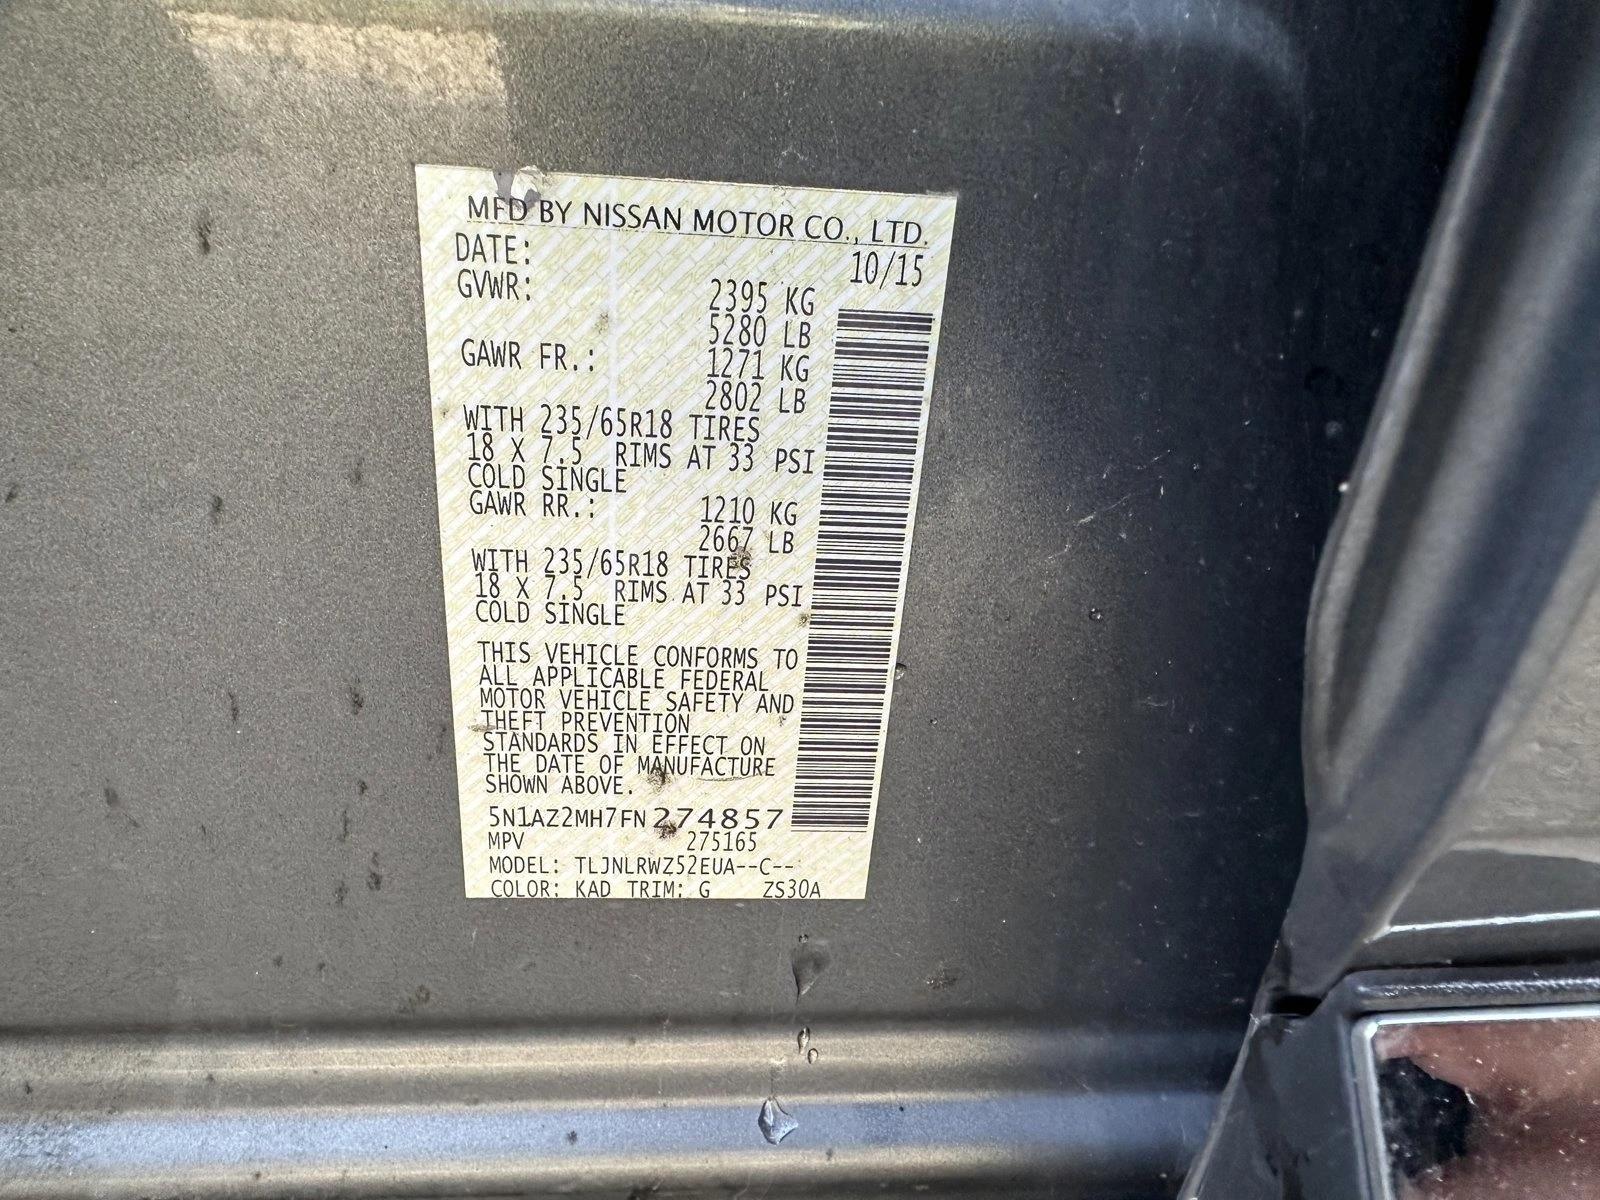 MFD BY NISSAN MOTOR CO., LTD.
DATE: 10/15
GVWR: 2395 KG
5280 LB
GAWR FR.: 1271 KG
2802 LB
WITH 235/65R18 TIRES
18 X 7.5 RIMS AT 33 PSI
COLD SINGLE
GAWR RR.: 1210 KG
2667 LB
WITH 235/65R18 TIRES
18 X 7.5 RIMS AT 33 PSI
COLD SINGLE
THIS VEHICLE CONFORMS TO
ALL APPLICABLE FEDERAL
MOTOR VEHICLE SAFETY AND
THEFT PREVENTION
STANDARDS IN EFFECT ON
THE DATE OF MANUFACTURE
SHOWN ABOVE.
5N1AZ2MH7FN274857
MPV 275165
MODEL: TLJNLRWZ52EUA--C--
COLOR: KAD TRIM: G ZS30A